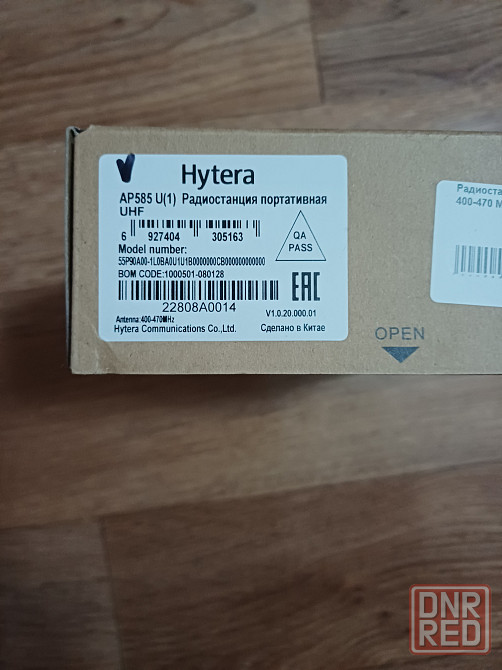 Hytera
AP585 U(1) Радиостанция портативная
UHF
6 927404 305163
QA
PASS
Model number:
55P90A00-1L0BA0U1U1B0000000CB000000000000
BOM CODE:1000501-080128
EAC
22808A0014
V1.0.20.000.01
Antenna:400-470MHz
Hytera Communications Co.,Ltd.
Сделано в Китае
400-470
OPEN
DNR
RED